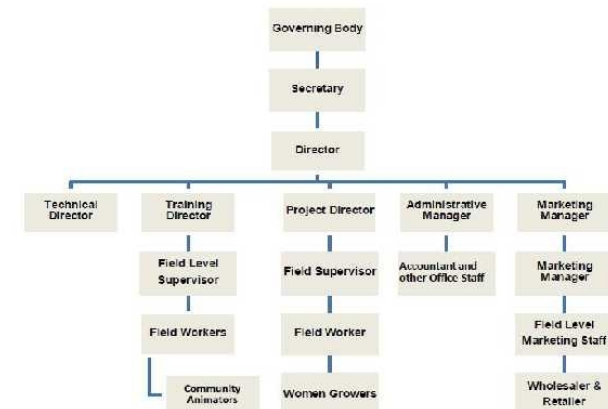 Governing Body
Secretary
Director
Technical
Director
Training
Director
Project Director
Administrative
Manager
Marketing
Manager
Field Level
Supervisor
Field Supervisor
Accountant and
other Office Staff
Marketing
Manager
Field Workers
Field Worker
Field Level
Marketing Staff
Community
Animators
Women Growers
Wholesaler &
Retailer